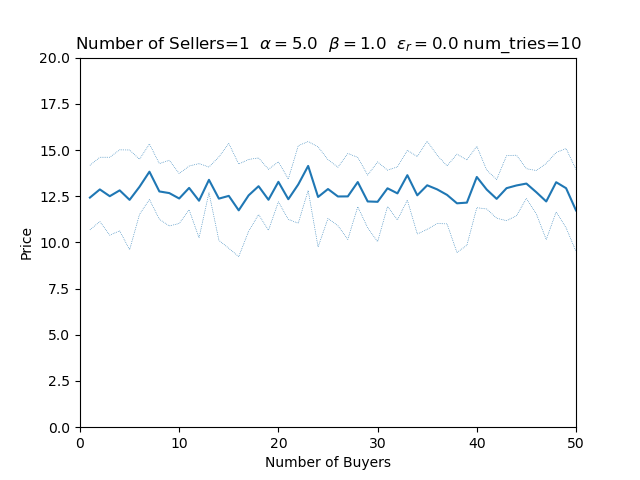 Number of Sellers=1 α = 5.0 β = 1.0 εr = 0.0 num_tries=10
20.0
17.5
15.0
12.5
10.0
7.5
5.0
2.5
0.0
Price
0 10 20 30 40 50
Number of Buyers